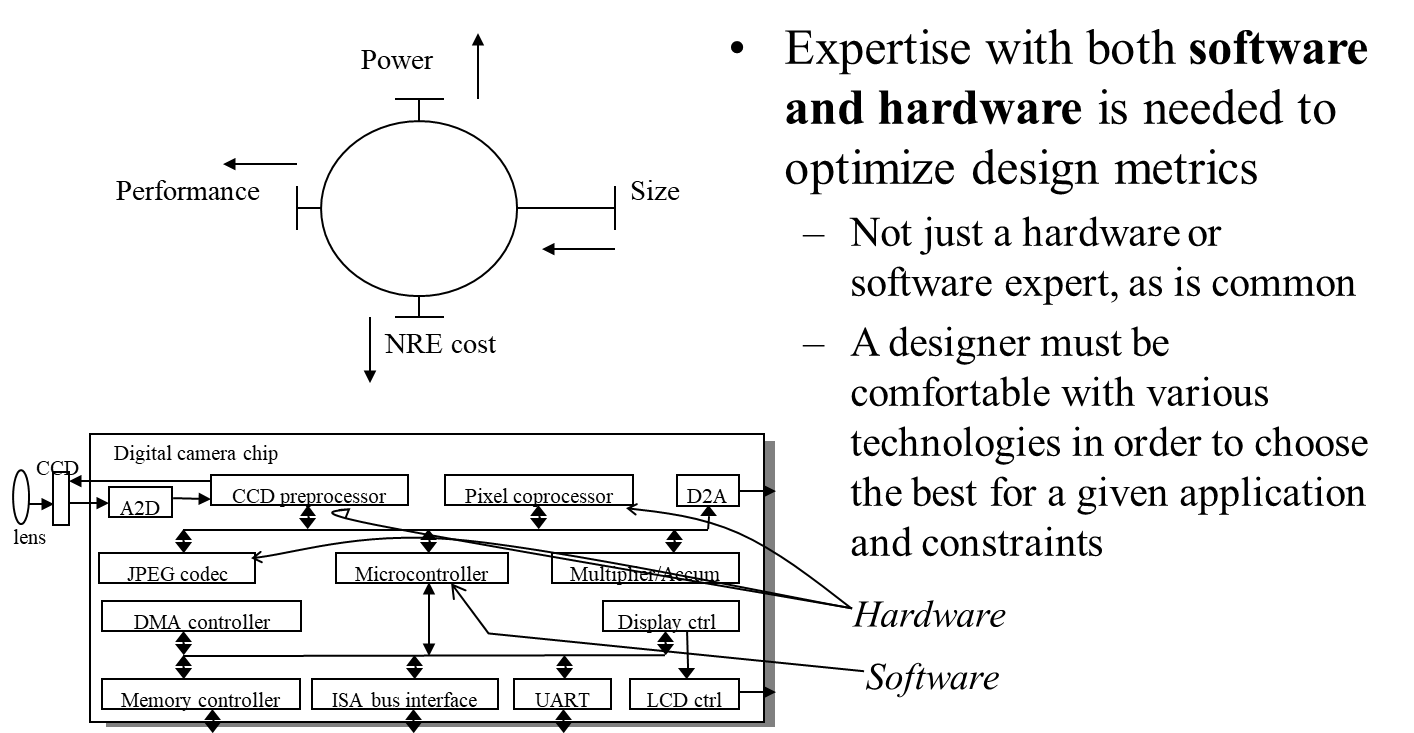 Power
Performance
Size
NRE cost
• Expertise with both software
and hardware is needed to
optimize design metrics
– Not just a hardware or
software expert, as is common
– A designer must be
comfortable with various
technologies in order to choose
the best for a given application
and constraints
Digital camera chip
CCD
lens
A2D
CCD preprocessor
Pixel coprocessor
D2A
JPEG codec
Microcontroller
Multiplier/Accum
DMA controller
Display ctrl
Memory controller
ISA bus interface
UART
LCD ctrl
Hardware
Software